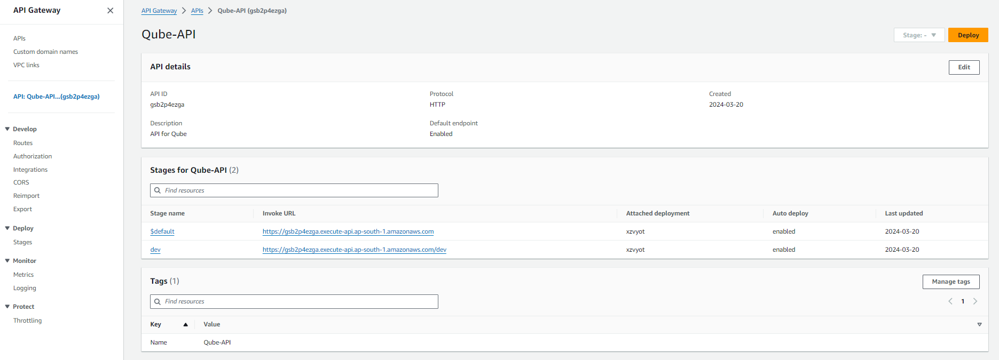 API Gateway
APIs
Custom domain names
VPC links
API: Qube-API...(gsb2p4ezga)
Develop
Routes
Authorization
Integrations
CORS
Reimport
Export
Deploy
Stages
Monitor
Metrics
Logging
Protect
Throttling
API Gateway > APIs > Qube-API (gsb2p4ezga)
Qube-API
Stage: -
Deploy
API details
Edit
API ID
gsb2p4ezga
Protocol
HTTP
Created
2024-03-20
Description
API for Qube
Default endpoint
Enabled
Stages for Qube-API (2)
Find resources
Stage name Invoke URL Attached deployment Auto deploy Last updated
$default https://gsb2p4ezga.execute-api.ap-south-1.amazonaws.com xzvyot enabled 2024-03-20
dev https://gsb2p4ezga.execute-api.ap-south-1.amazonaws.com/dev xzvyot enabled 2024-03-20
Tags (1)
Manage tags
Find resources
1
Key Value
Name Qube-API